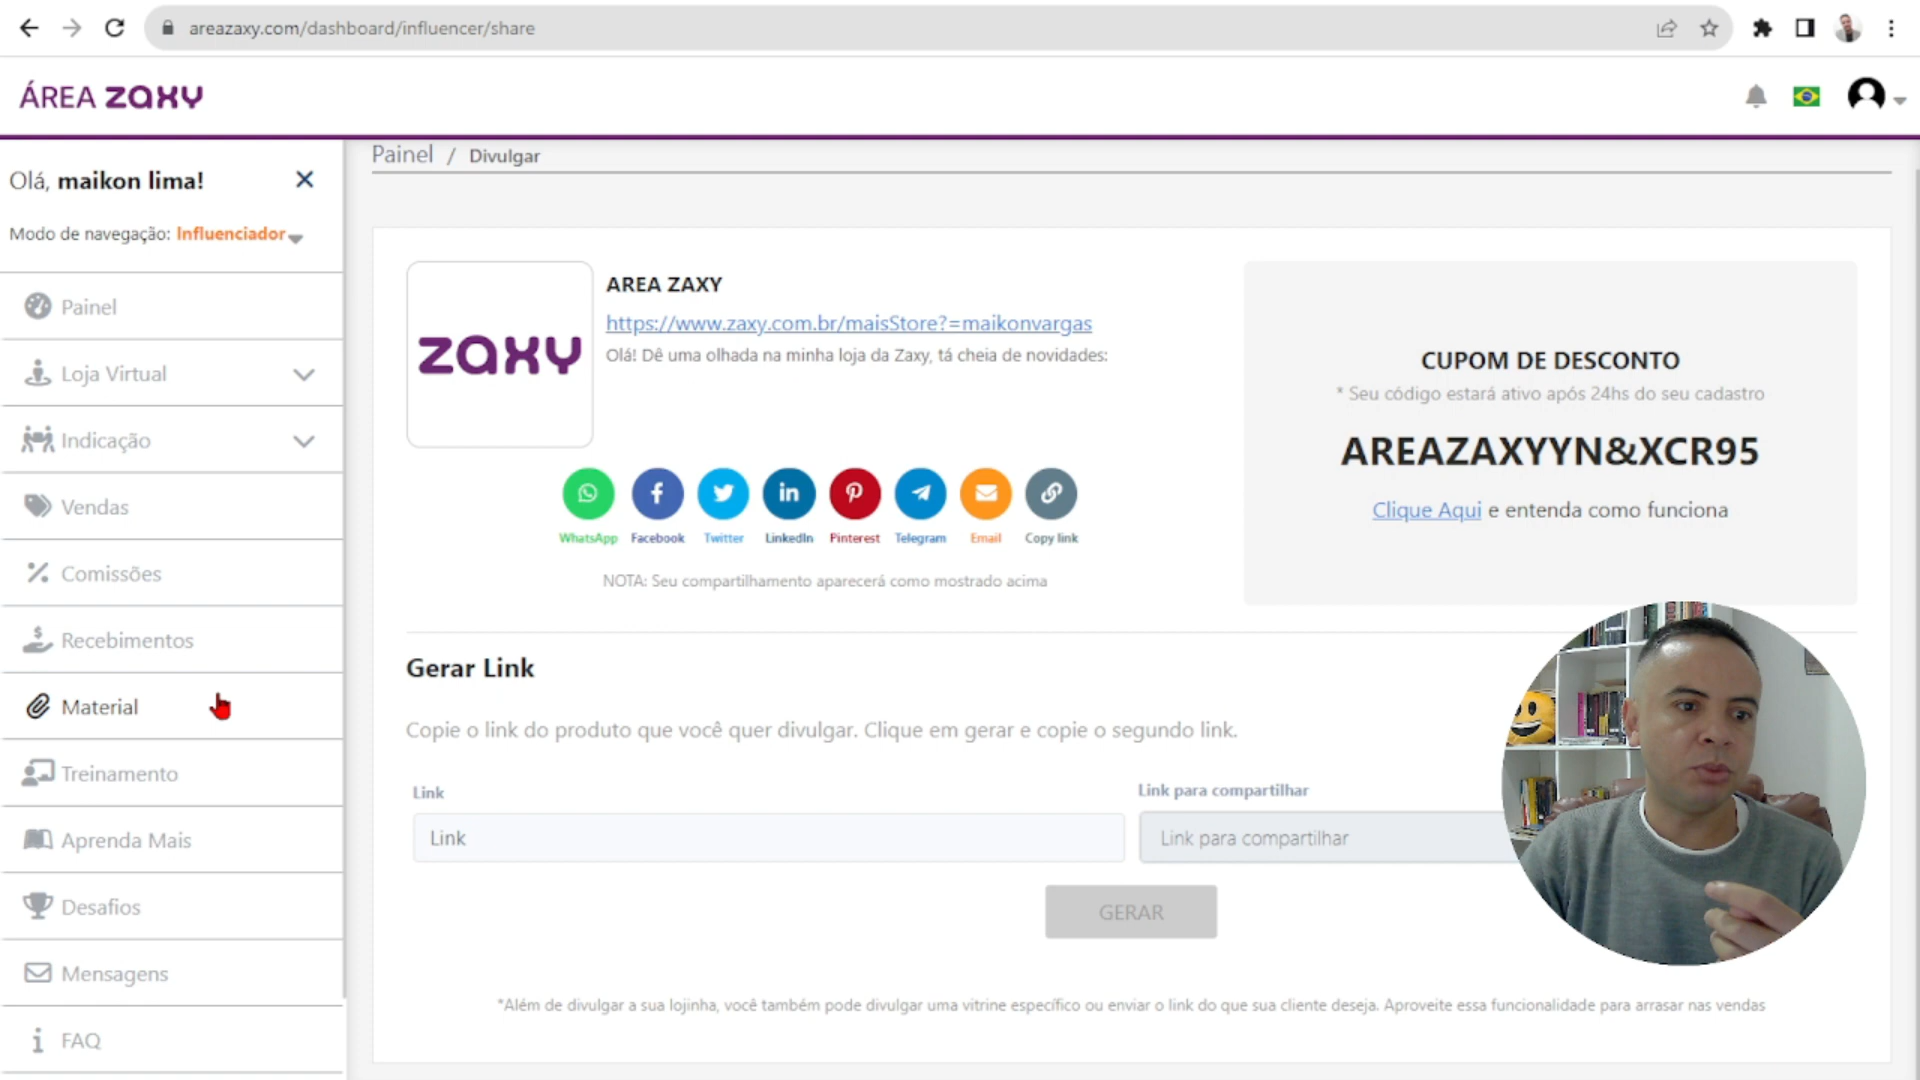 areazaxy.com/dashboard/influencer/share
ÁREA zaxy
Olá, maikon lima!
Modo de navegação: Influenciador
Painel
Loja Virtual
Indicação
Vendas
Comissões
Recebimentos
Material
Treinamento
Aprenda Mais
Desafios
Mensagens
FAQ
Painel / Divulgar
zaxy
AREA ZAXY
https://www.zaxy.com.br/maisStore?=maikonvargas
Olá! Dê uma olhada na minha loja da Zaxy, tá cheia de novidades:
WhatsApp Facebook Twitter LinkedIn Pinterest Telegram Email Copy link
NOTA: Seu compartilhamento aparecerá como mostrado acima
CUPOM DE DESCONTO
* Seu código estará ativo após 24hs do seu cadastro
AREAZAXYYN&XCR95
Clique Aqui e entenda como funciona
Gerar Link
Copie o link do produto que você quer divulgar. Clique em gerar e copie o segundo link.
Link
Link
Link para compartilhar
Link para compartilhar
GERAR
*Além de divulgar a sua lojinha, você também pode divulgar uma vitrine específico ou enviar o link do que sua cliente deseja. Aproveite essa funcionalidade para arrasar nas vendas